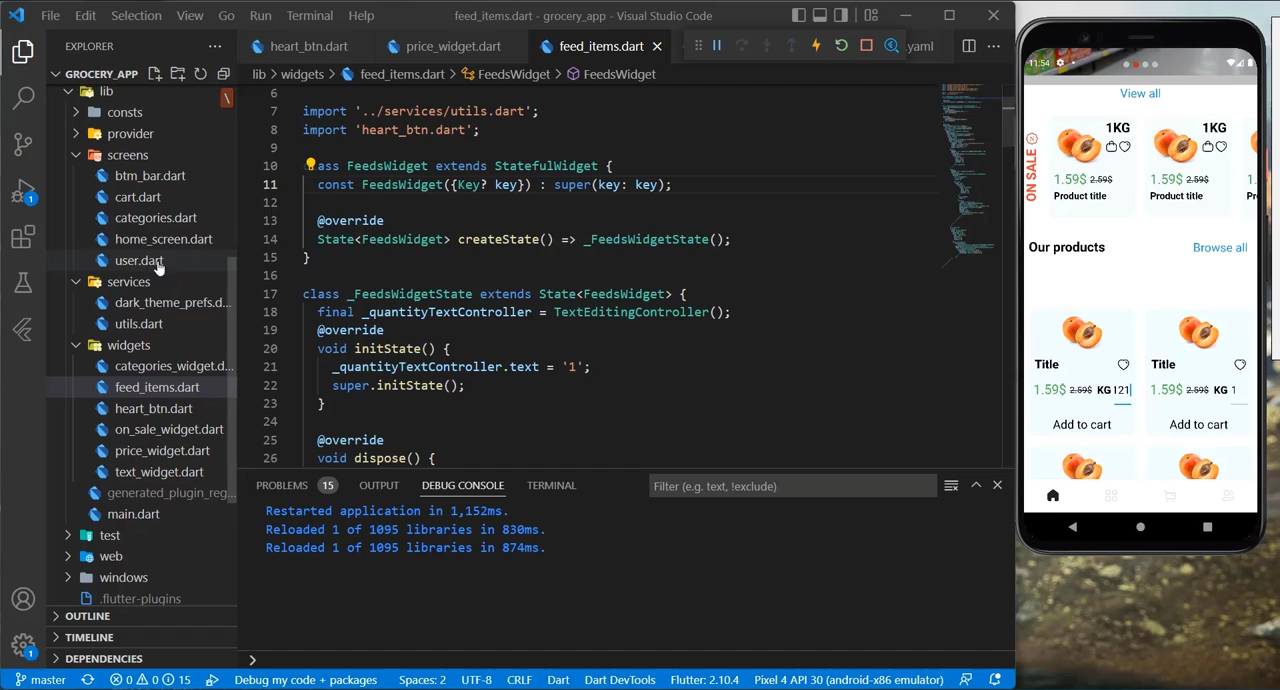 File Edit Selection View Go Run Terminal Help
feed_items.dart - grocery_app - Visual Studio Code
EXPLORER
heart_btn.dart
price_widget.dart
feed_items.dart
.yaml
GROCERY_APP
lib > widgets > feed_items.dart > FeedsWidget > FeedsWidget
lib
consts
provider
screens
btm_bar.dart
cart.dart
categories.dart
home_screen.dart
user.dart
services
dark_theme_prefs.d...
utils.dart
widgets
categories_widget.d...
feed_items.dart
heart_btn.dart
on_sale_widget.dart
price_widget.dart
text_widget.dart
generated_plugin_reg...
main.dart
test
web
windows
.flutter-plugins
OUTLINE
TIMELINE
DEPENDENCIES
6
7 import '../services/utils.dart';
8 import 'heart_btn.dart';
9
10 ass FeedsWidget extends StatefulWidget {
11 const FeedsWidget({Key? key}) : super(key: key);
12
13 @override
14 State<FeedsWidget> createState() => _FeedsWidgetState();
15 }
16
17 class _FeedsWidgetState extends State<FeedsWidget> {
18 final _quantityTextController = TextEditingController();
19 @override
20 void initState() {
21 _quantityTextController.text = '1';
22 super.initState();
23 }
24
25 @override
26 void dispose() {
PROBLEMS 15 OUTPUT DEBUG CONSOLE TERMINAL
Filter (e.g. text, !exclude)
Restarted application in 1,152ms.
Reloaded 1 of 1095 libraries in 830ms.
Reloaded 1 of 1095 libraries in 874ms.
1
1
master 0 0 15 Debug my code + packages Spaces: 2 UTF-8 CRLF Dart Dart DevTools Flutter: 2.10.4 Pixel 4 API 30 (android-x86 emulator)
11:54
View all
ON SALE
1KG 1KG
1.59$ 2.59$ 1.59$ 2.59$ 1.
Product title Product title Pro
Our products Browse all
Title Title
1.59$ 2.59$ KG 121 1.59$ 2.59$ KG 1
Add to cart Add to cart